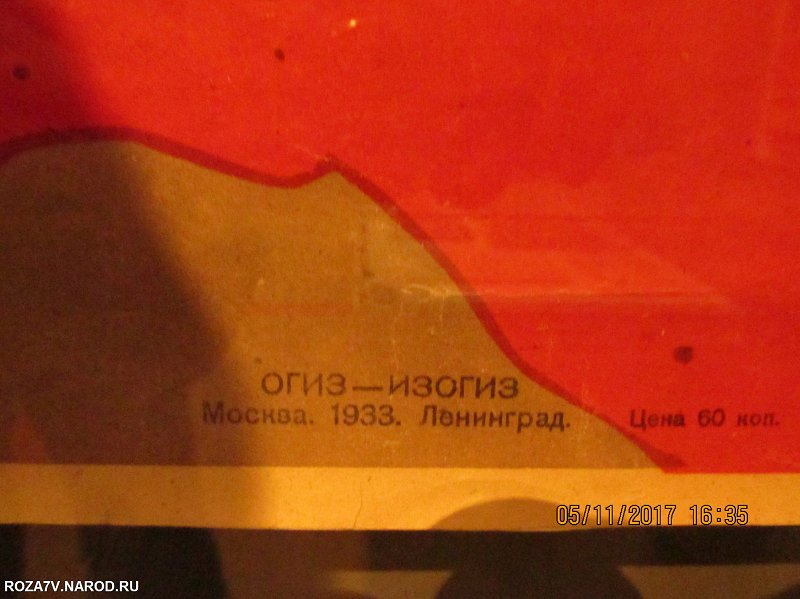 ОГИЗ—ИЗОГИЗ
Москва. 1933. Ленинград. Цена 60 коп.
05/11/2017 16:35
ROZA7V.NAROD.RU